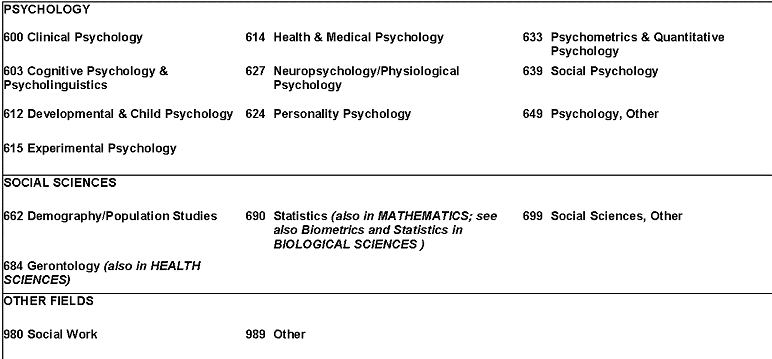 PSYCHOLOGY
600 Clinical Psychology 614 Health & Medical Psychology 633 Psychometrics & Quantitative
Psychology
603 Cognitive Psychology & 627 Neuropsychology/Physiological 639 Social Psychology
Psycholinguistics Psychology
612 Developmental & Child Psychology 624 Personality Psychology 649 Psychology, Other
615 Experimental Psychology
SOCIAL SCIENCES
662 Demography/Population Studies 690 Statistics (also in MATHEMATICS; see 699 Social Sciences, Other
also Biometrics and Statistics in
BIOLOGICAL SCIENCES )
684 Gerontology (also in HEALTH
SCIENCES)
OTHER FIELDS
980 Social Work 989 Other